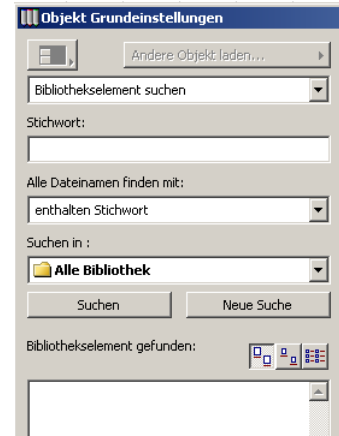 Objekt Grundeinstellungen
Andere Objekt laden...
Bibliothekselement suchen
Stichwort:
Alle Dateinamen finden mit:
enthalten Stichwort
Suchen in :
Alle Bibliothek
Suchen Neue Suche
Bibliothekselement gefunden: